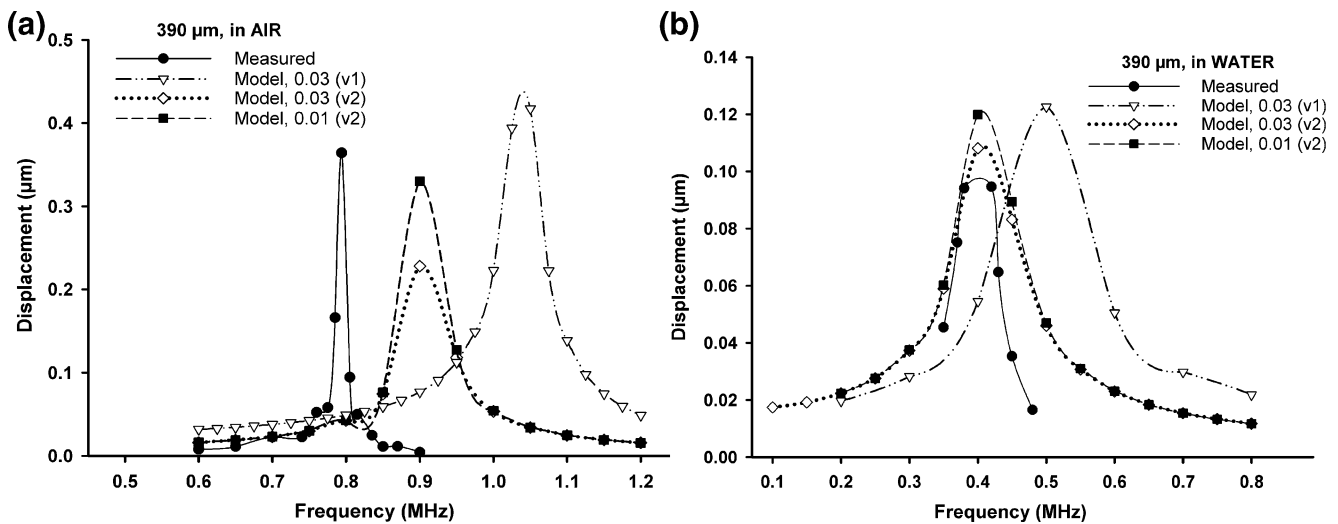 (a)
390 µm, in AIR
Measured
Model, 0.03 (v1)
Model, 0.03 (v2)
Model, 0.01 (v2)
Displacement (µm)
0.5
0.4
0.3
0.2
0.1
0.0
0.5 0.6 0.7 0.8 0.9 1.0 1.1 1.2
Frequency (MHz)
(b)
390 µm, in WATER
Measured
Model, 0.03 (v1)
Model, 0.03 (v2)
Model, 0.01 (v2)
Displacement (µm)
0.14
0.12
0.10
0.08
0.06
0.04
0.02
0.00
0.1 0.2 0.3 0.4 0.5 0.6 0.7 0.8
Frequency (MHz)